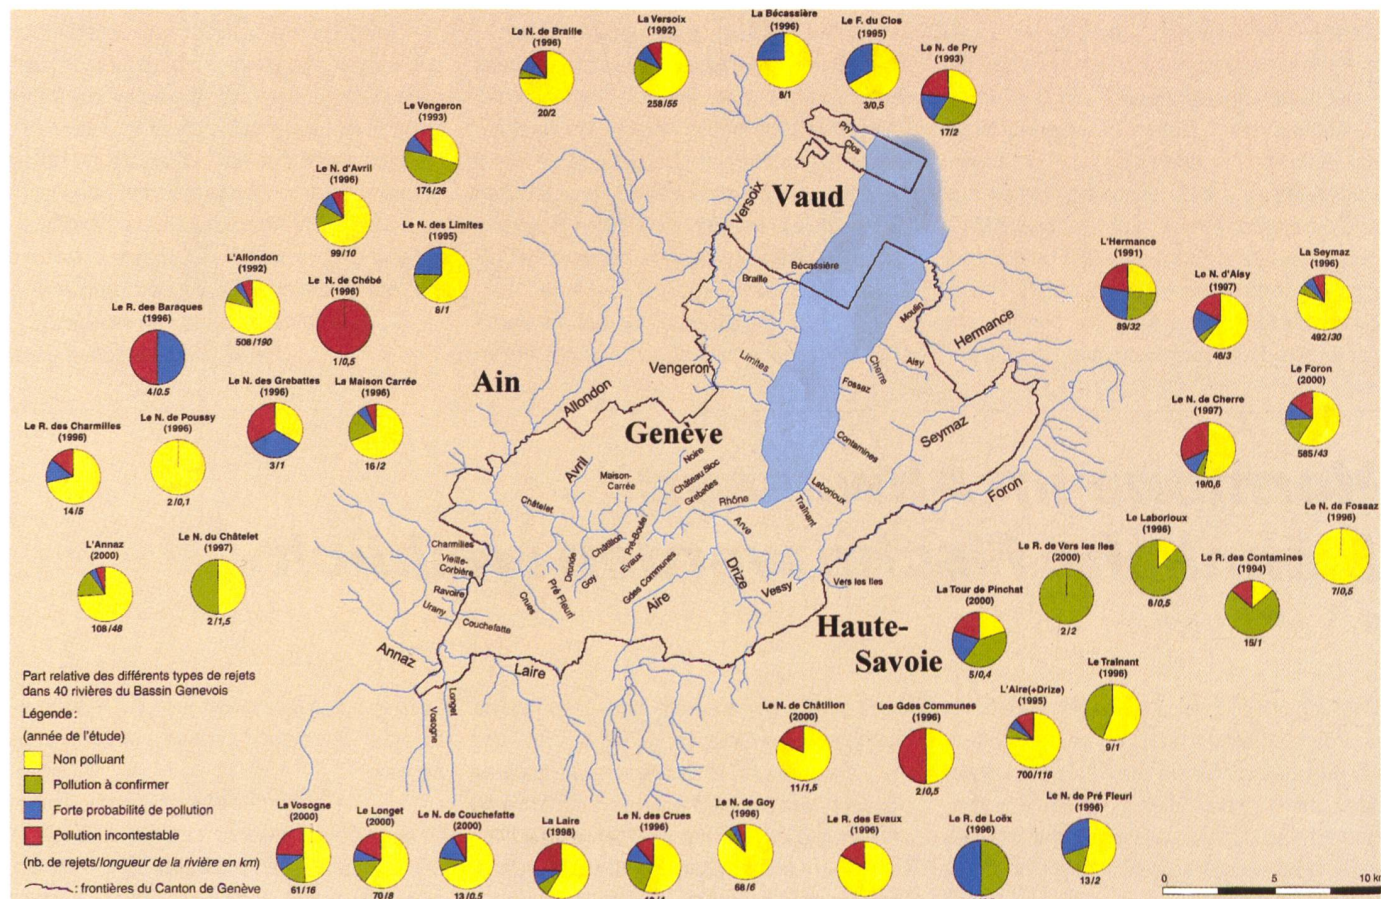 Le N. de Braille
(1996)
20/2
La Versoix
(1992)
258/55
La Bécassière
(1996)
8/1
Le F. du Clos
(1995)
3/0,5
Le N. de Pry
(1993)
17/2
Le Vengeron
(1993)
174/26
Le N. d'Avril
(1996)
99/10
Le N. des Limites
(1995)
8/1
L'Allondon
(1992)
508/190
Le N. de Chébé
(1996)
1/0,5
Le R. des Baraques
(1996)
4/0.5
Le N. des Grebattes
(1996)
3/1
La Maison Carrée
(1996)
16/2
Le R. des Charmilles
(1996)
14/5
Le N. de Poussy
(1996)
2/0,1
L'Annaz
(2000)
108/48
Le N. du Châtelet
(1997)
2/1,5
L'Hermance
(1991)
89/32
Le N. d'Aisy
(1997)
46/3
La Seymaz
(1996)
492/30
Le Foron
(2000)
585/43
Le N. de Cherre
(1997)
19/0,6
Le N. de Fossaz
(1996)
7/0,5
Le Laborioux
(1996)
8/0,5
Le R. des Contamines
(1994)
15/1
Le R. de Vers les Iles
(2000)
2/2
La Tour de Pinchat
(2000)
5/0,4
Le Traînant
(1996)
9/1
L'Aire(+Drize)
(1995)
700/116
Les Gdes Communes
(1996)
2/0,5
Le N. de Châtillon
(2000)
11/1,5
Le N. de Pré Fleuri
(1996)
13/2
Le R. de Loëx
(1996)
Le R. des Evaux
(1996)
Le N. de Goy
(1996)
68/6
Le N. des Crues
(1996)
La Laire
(1998)
Le N. de Couchefatte
(2000)
13/0,5
Le Longet
(2000)
70/8
La Vosogne
(2000)
61/16
Pry
Clos
Vaud
Versoix
Bécassière
Braille
Moulin
Hermance
Aisy
Cherre
Fossaz
Limites
Vengeron
Ain
Allondon
Genève
Seymaz
Contamines
Laborioux
Traînant
Foron
Noire
Château Bloc
Grebattes
Rhône
Avril
Maison-
Carrée
Châtelet
Châtillon
Pré-Boule
Evaux
Arve
Drize
Charmilles
Vieille-
Corbière
Ravoire
Urany
Couchefatte
Crues
Pré Fleuri
Dronde
Goy
Gdes Communes
Aire
Vessy
Vers les Iles
Haute-
Savoie
Annaz
Laire
Longet
Vosogne
Part relative des différents types de rejets
dans 40 rivières du Bassin Genevois
Légende :
(année de l'étude)
Non polluant
Pollution à confirmer
Forte probabilité de pollution
Pollution incontestable
(nb. de rejets/longueur de la rivière en km)
: frontières du Canton de Genève
0 5 10 km